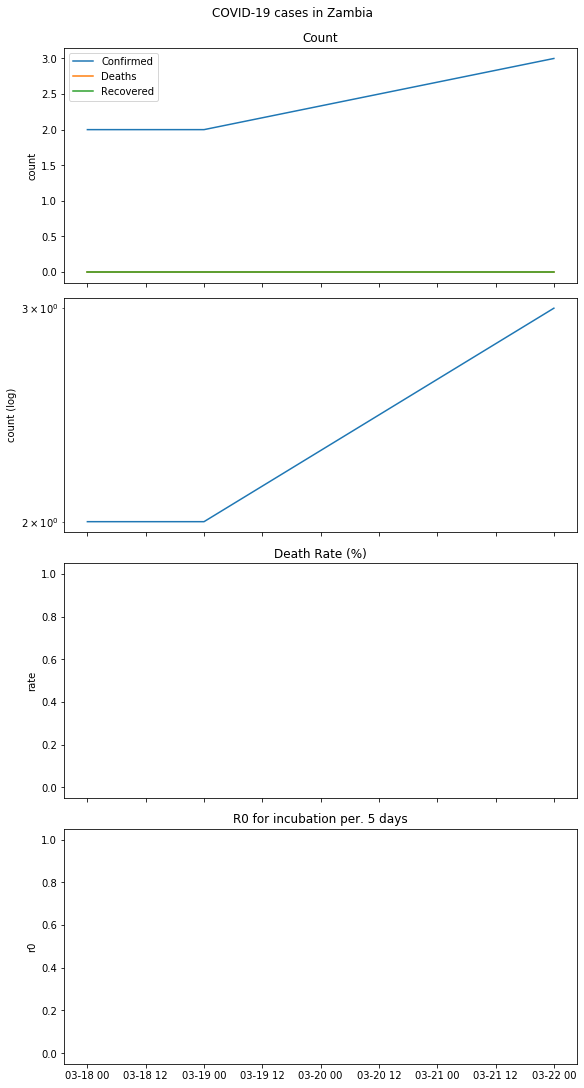 COVID-19 cases in Zambia
Count
3.0
2.5
2.0
1.5
1.0
0.5
0.0
count
Confirmed
Deaths
Recovered
3 × 10⁰
2 × 10⁰
count (log)
Death Rate (%)
1.0
0.8
0.6
0.4
0.2
0.0
rate
R0 for incubation per. 5 days
1.0
0.8
0.6
0.4
0.2
0.0
r0
03-18 00 03-18 12 03-19 00 03-19 12 03-20 00 03-20 12 03-21 00 03-21 12 03-22 00